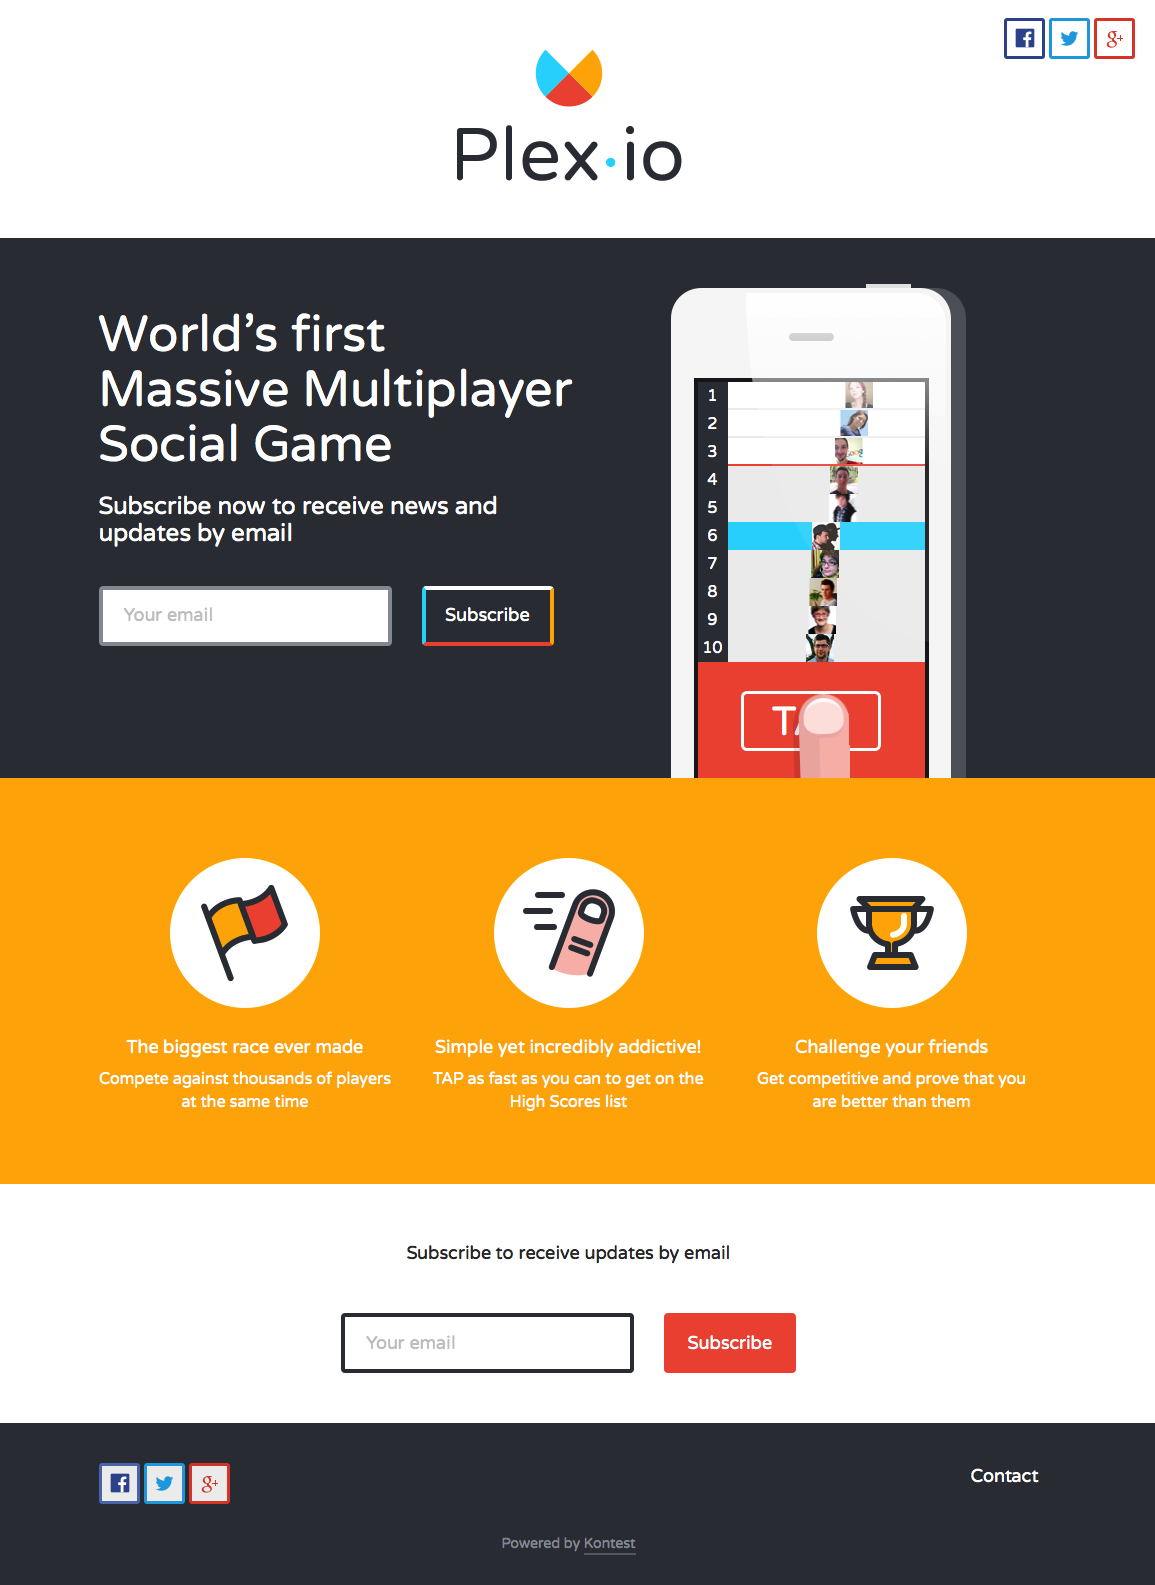 g+
Plex·io
World's first
Massive Multiplayer
Social Game
Subscribe now to receive news and
updates by email
Your email
Subscribe
1
2
3
4
5
6
7
8
9
10
The biggest race ever made
Compete against thousands of players
at the same time
Simple yet incredibly addictive!
TAP as fast as you can to get on the
High Scores list
Challenge your friends
Get competitive and prove that you
are better than them
Subscribe to receive updates by email
Your email
Subscribe
g+
Contact
Powered by Kontest